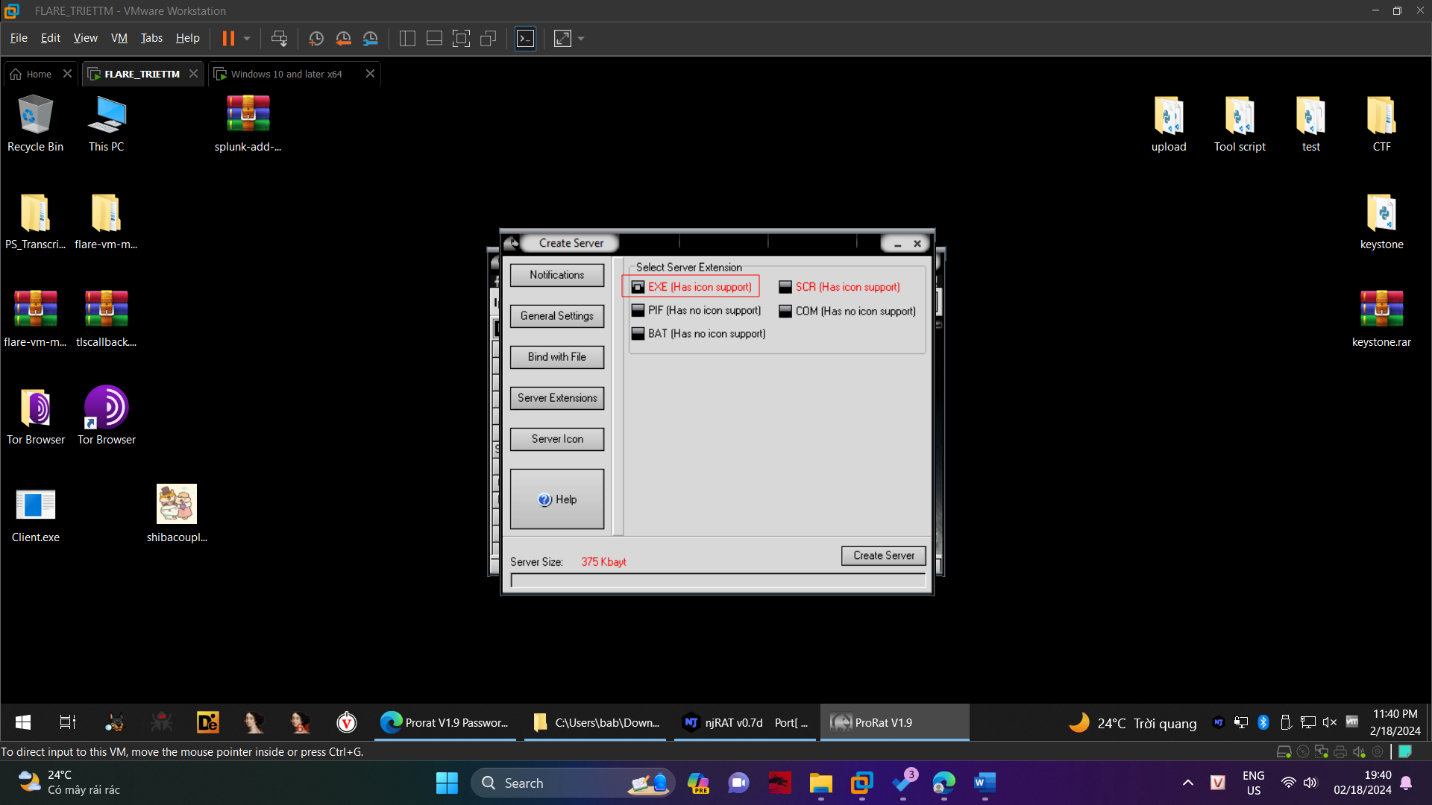 FLARE_TRIETTM - VMware Workstation
File Edit View VM Tabs Help
Home FLARE_TRIETTM Windows 10 and later x64
Recycle Bin
This PC
splunk-add-...
upload
Tool script
test
CTF
PS_Transcri...
flare-vm-m...
keystone
flare-vm-m...
tlscallback....
keystone.rar
Tor Browser
Tor Browser
Client.exe
shibacoupl...
Create Server
Notifications
General Settings
Bind with File
Server Extensions
Server Icon
Help
Select Server Extension
EXE (Has icon support)
SCR (Has icon support)
PIF (Has no icon support)
COM (Has no icon support)
BAT (Has no icon support)
Server Size: 375 Kbayt
Create Server
Prorat V1.9 Passwor...
C:\Users\bab\Down...
njRAT v0.7d Port[ ...
ProRat V1.9
24°C Trời quang
11:40 PM
2/18/2024
To direct input to this VM, move the mouse pointer inside or press Ctrl+G.
24°C
Có mây rải rác
Search
PRE
3
ENG
US
19:40
02/18/2024